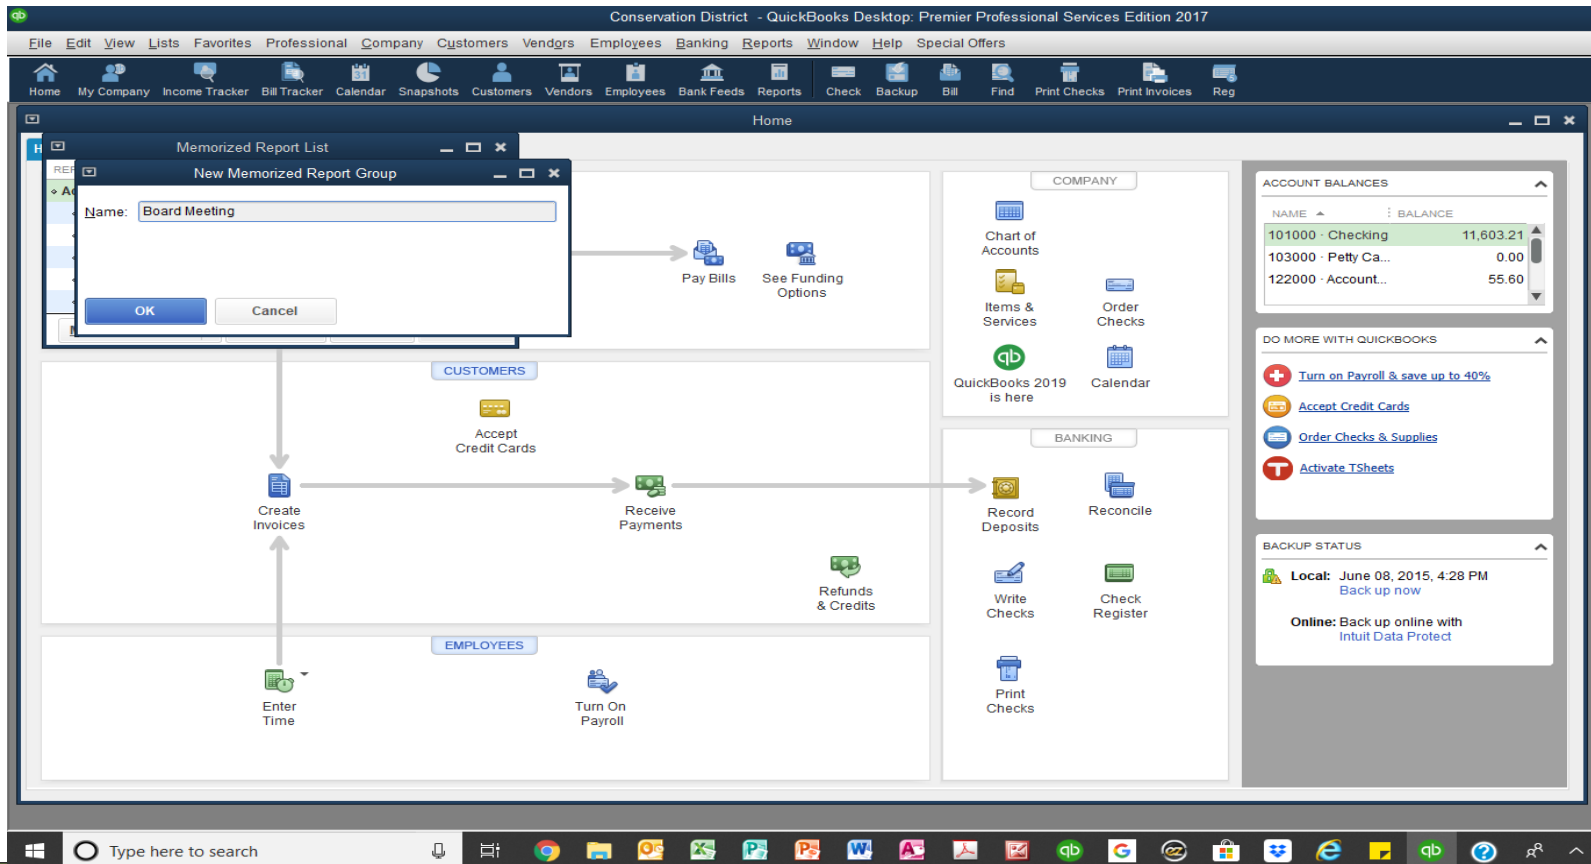 qb
Conservation District - QuickBooks Desktop: Premier Professional Services Edition 2017
File Edit View Lists Favorites Professional Company Customers Vendors Employees Banking Reports Window Help Special Offers
31
Home My Company Income Tracker Bill Tracker Calendar Snapshots Customers Vendors Employees Bank Feeds Reports Check Backup Bill Find Print Checks Print Invoices Reg
Home
Memorized Report List
New Memorized Report Group
Name: Board Meeting
OK Cancel
Pay Bills
See Funding
Options
CUSTOMERS
Accept
Credit Cards
Create
Invoices
Receive
Payments
Refunds
& Credits
EMPLOYEES
Enter
Time
Turn On
Payroll
COMPANY
Chart of
Accounts
Items &
Services
Order
Checks
qb
QuickBooks 2019
is here
Calendar
BANKING
Record
Deposits
Reconcile
Write
Checks
Check
Register
Print
Checks
ACCOUNT BALANCES
NAME BALANCE
101000 · Checking 11,603.21
103000 · Petty Ca... 0.00
122000 · Account... 55.60
DO MORE WITH QUICKBOOKS
Turn on Payroll & save up to 40%
Accept Credit Cards
Order Checks & Supplies
Activate TSheets
BACKUP STATUS
Local: June 08, 2015, 4:28 PM
Back up now
Online: Back up online with
Intuit Data Protect
Type here to search